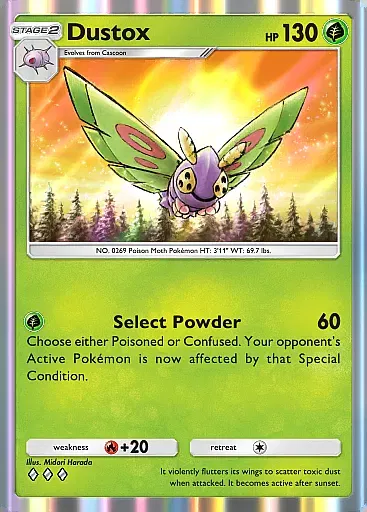 STAGE 2
Dustox
HP 130
Evolves from Cascoon
NO. 0269 Poison Moth Pokémon HT: 3'11" WT: 69.7 lbs.
Select Powder 60
Choose either Poisoned or Confused. Your opponent's
Active Pokémon is now affected by that Special
Condition.
weakness +20
retreat
Illus. Midori Harada
It violently flutters its wings to scatter toxic dust
when attacked. It becomes active after sunset.